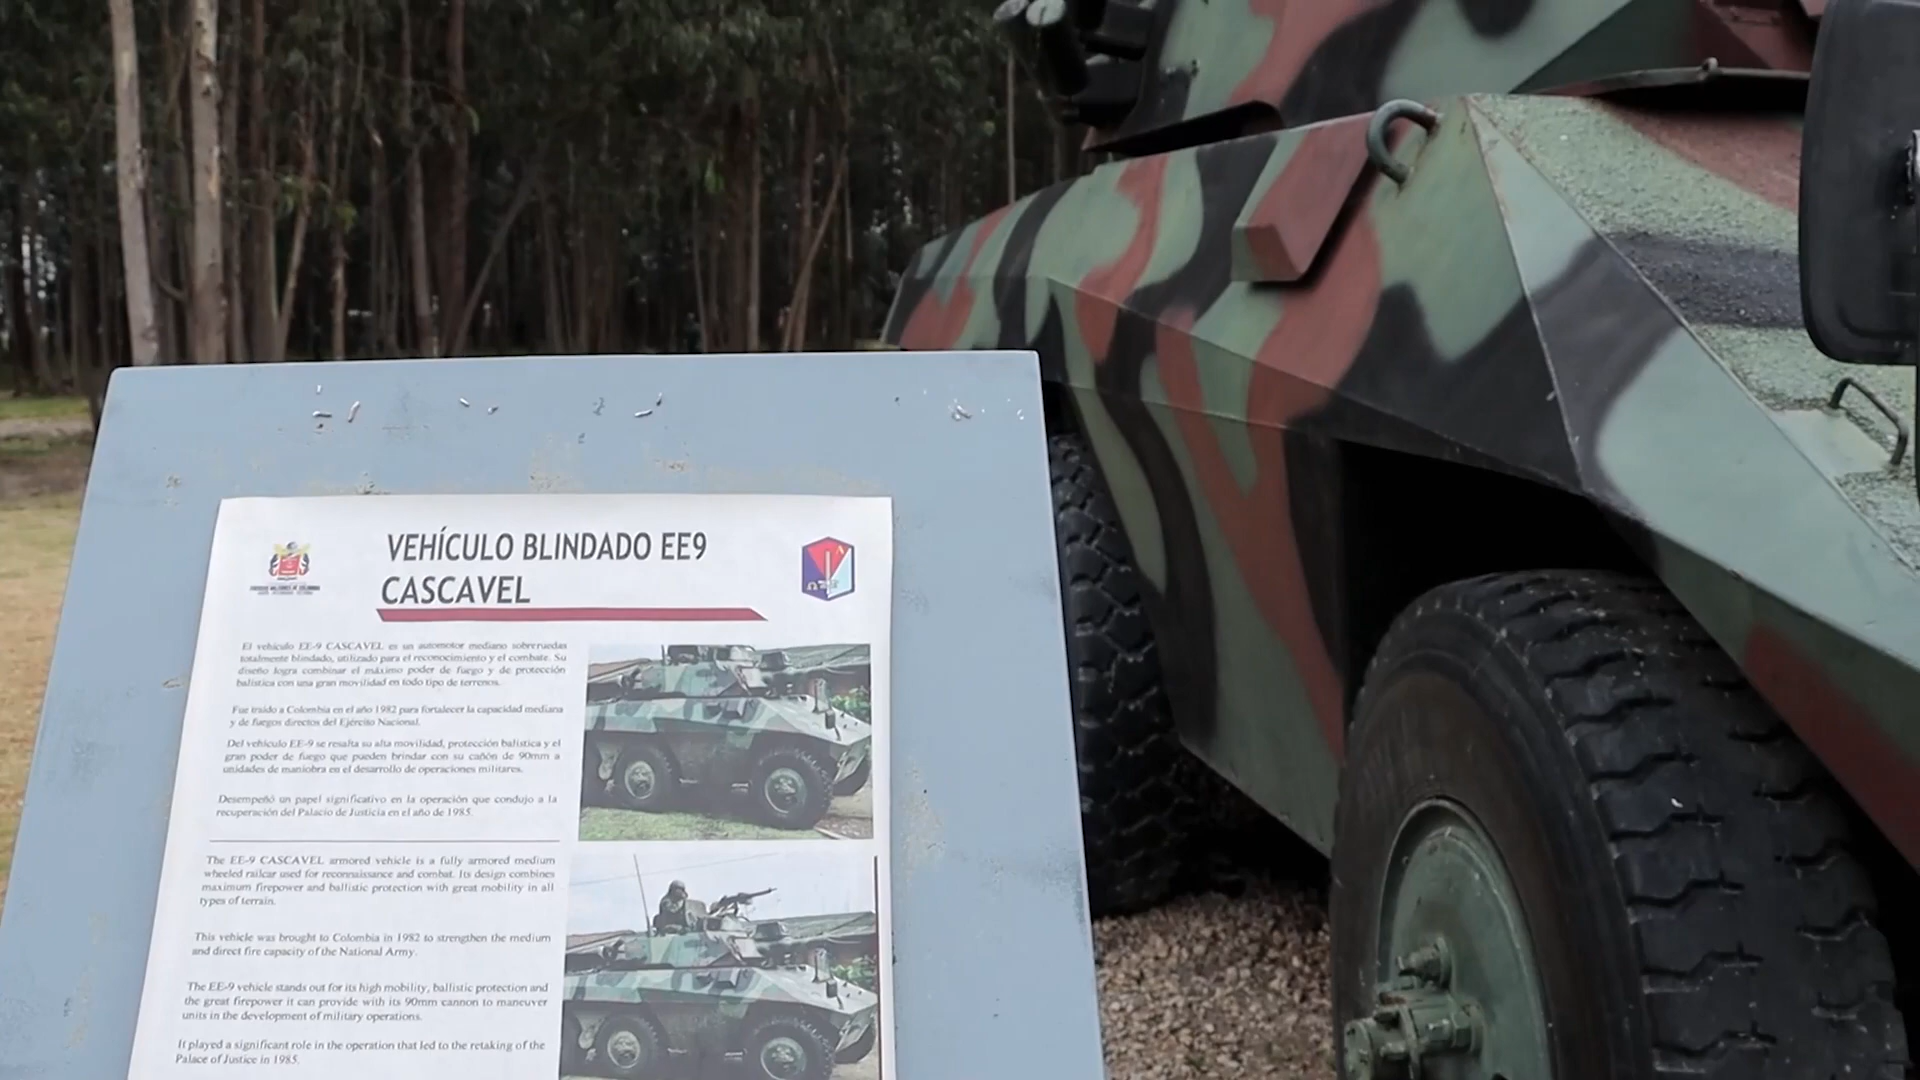 VEHÍCULO BLINDADO EE9
CASCAVEL
El vehículo EE-9 CASCAVEL es un automotor mediano sobreruedas
totalmente blindado, utilizado para el reconocimiento y el combate. Su
diseño logra combinar el máximo poder de fuego y de protección
balística con una gran movilidad en todo tipo de terrenos.
Fue traído a Colombia en el año 1982 para fortalecer la capacidad mediana
y de fuegos directos del Ejército Nacional.
Del vehículo EE-9 se resalta su alta movilidad, protección balística y el
gran poder de fuego que pueden brindar con su cañón de 90mm a
unidades de maniobra en el desarrollo de operaciones militares.
Desempeñó un papel significativo en la operación que condujo a la
recuperación del Palacio de Justicia en el año de 1985.
The EE-9 CASCAVEL armored vehicle is a fully armored medium
wheeled railcar used for reconnaissance and combat. Its design combines
maximum firepower and ballistic protection with great mobility in all
types of terrain.
This vehicle was brought to Colombia in 1982 to strengthen the medium
and direct fire capacity of the National Army.
The EE-9 vehicle stands out for its high mobility, ballistic protection and
the great firepower it can provide with its 90mm cannon to maneuver
units in the development of military operations.
It played a significant role in the operation that led to the retaking of the
Palace of Justice in 1985.